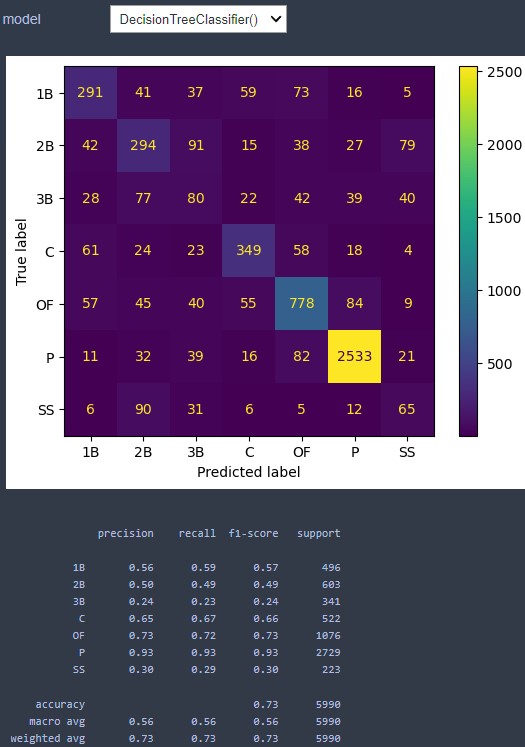 model DecisionTreeClassifier()
1B 291 41 37 59 73 16 5
2B 42 294 91 15 38 27 79
3B 28 77 80 22 42 39 40
C 61 24 23 349 58 18 4
OF 57 45 40 55 778 84 9
P 11 32 39 16 82 2533 21
SS 6 90 31 6 5 12 65
1B 2B 3B C OF P SS
True label
Predicted label
2500
2000
1500
1000
500
precision recall f1-score support
1B 0.56 0.59 0.57 496
2B 0.50 0.49 0.49 603
3B 0.24 0.23 0.24 341
C 0.65 0.67 0.66 522
OF 0.73 0.72 0.73 1076
P 0.93 0.93 0.93 2729
SS 0.30 0.29 0.30 223
accuracy 0.73 5990
macro avg 0.56 0.56 0.56 5990
weighted avg 0.73 0.73 0.73 5990